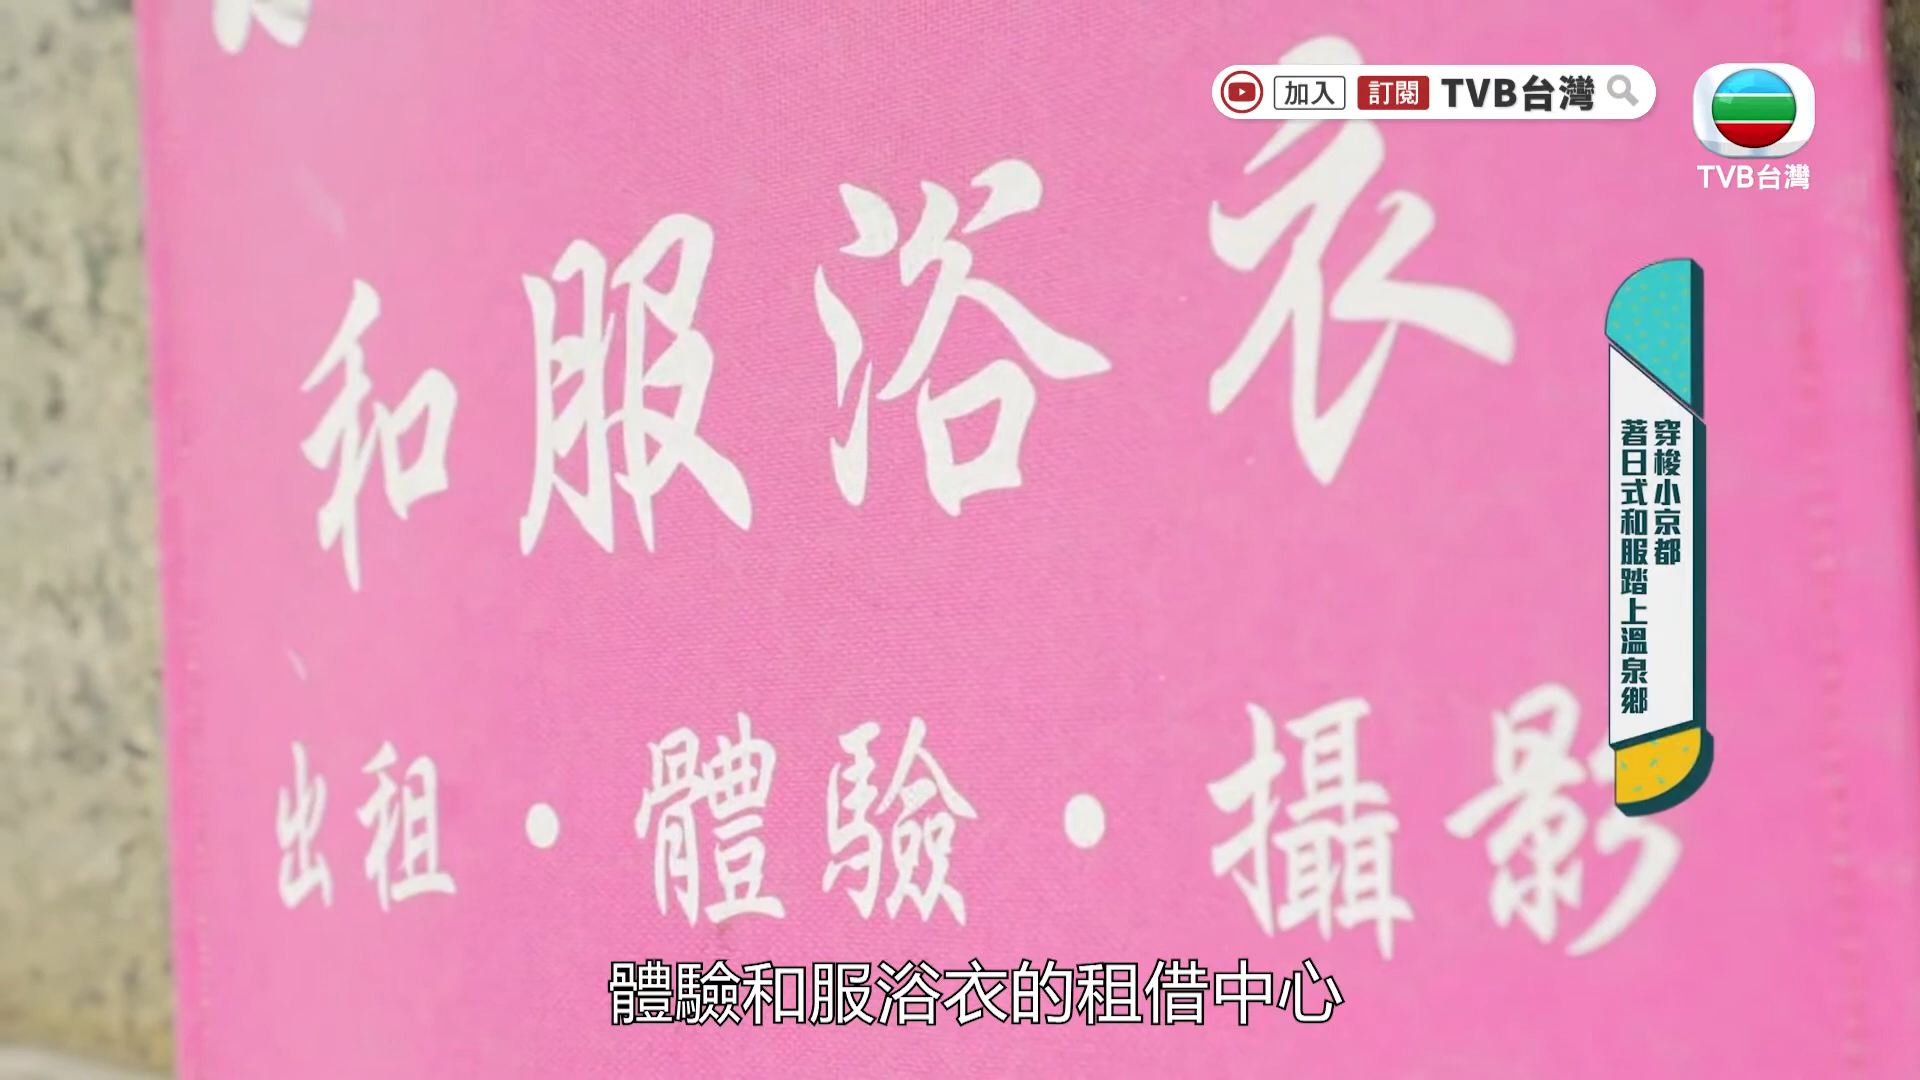 加入 訂閱 TVB台灣
TVB台灣
和服浴衣
穿梭小京都
著日式和服踏上溫泉鄉
出租・體驗・攝影
體驗和服浴衣的租借中心